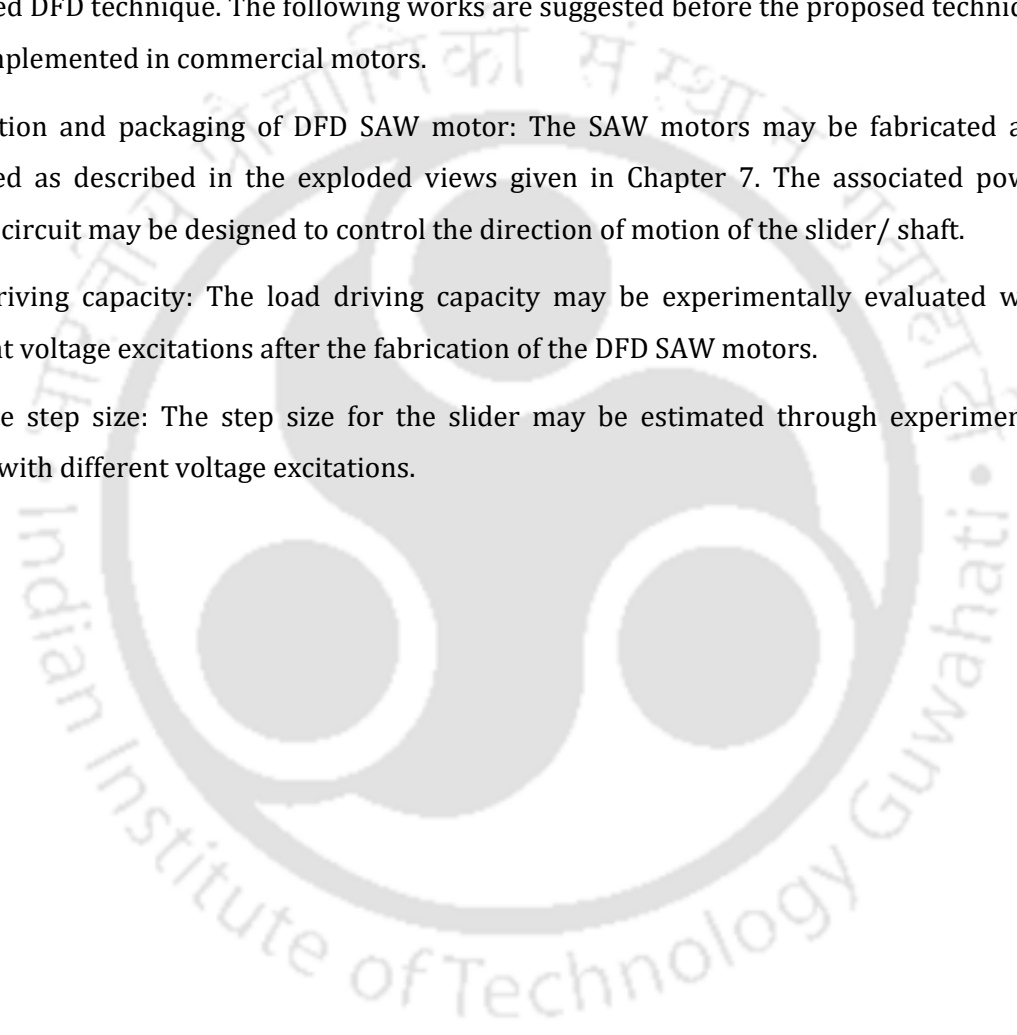 ed DFD technique. The following works are suggested before the proposed techniq
nplemented in commercial motors.
tion and packaging of DFD SAW motor: The SAW motors may be fabricated a
ed as described in the exploded views given in Chapter 7. The associated pow
circuit may be designed to control the direction of motion of the slider/ shaft.
riving capacity: The load driving capacity may be experimentally evaluated w
nt voltage excitations after the fabrication of the DFD SAW motors.
e step size: The step size for the slider may be estimated through experimen
with different voltage excitations.
Indian Institute of Technology Guwahati